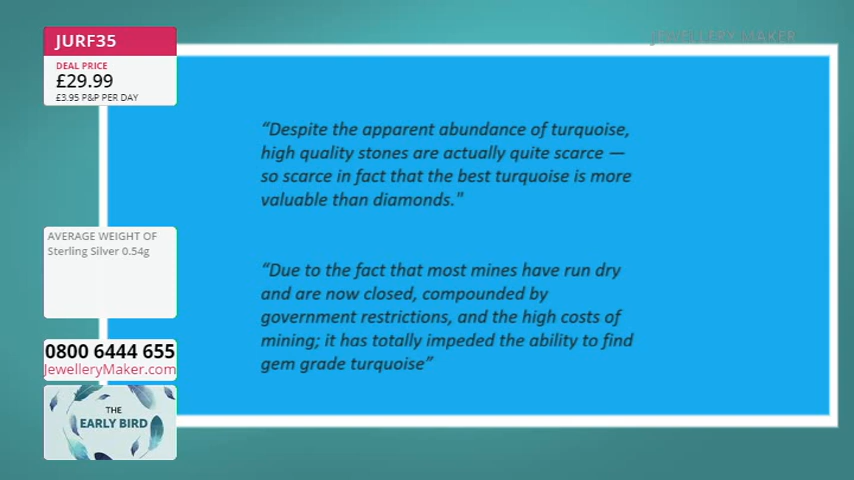 JURF35
DEAL PRICE
£29.99
£3.95 P&P PER DAY
JEWELLERY MAKER
“Despite the apparent abundance of turquoise,
high quality stones are actually quite scarce —
so scarce in fact that the best turquoise is more
valuable than diamonds."
“Due to the fact that most mines have run dry
and are now closed, compounded by
government restrictions, and the high costs of
mining; it has totally impeded the ability to find
gem grade turquoise”
AVERAGE WEIGHT OF
Sterling Silver 0.54g
0800 6444 655
JewelleryMaker.com
THE
EARLY BIRD